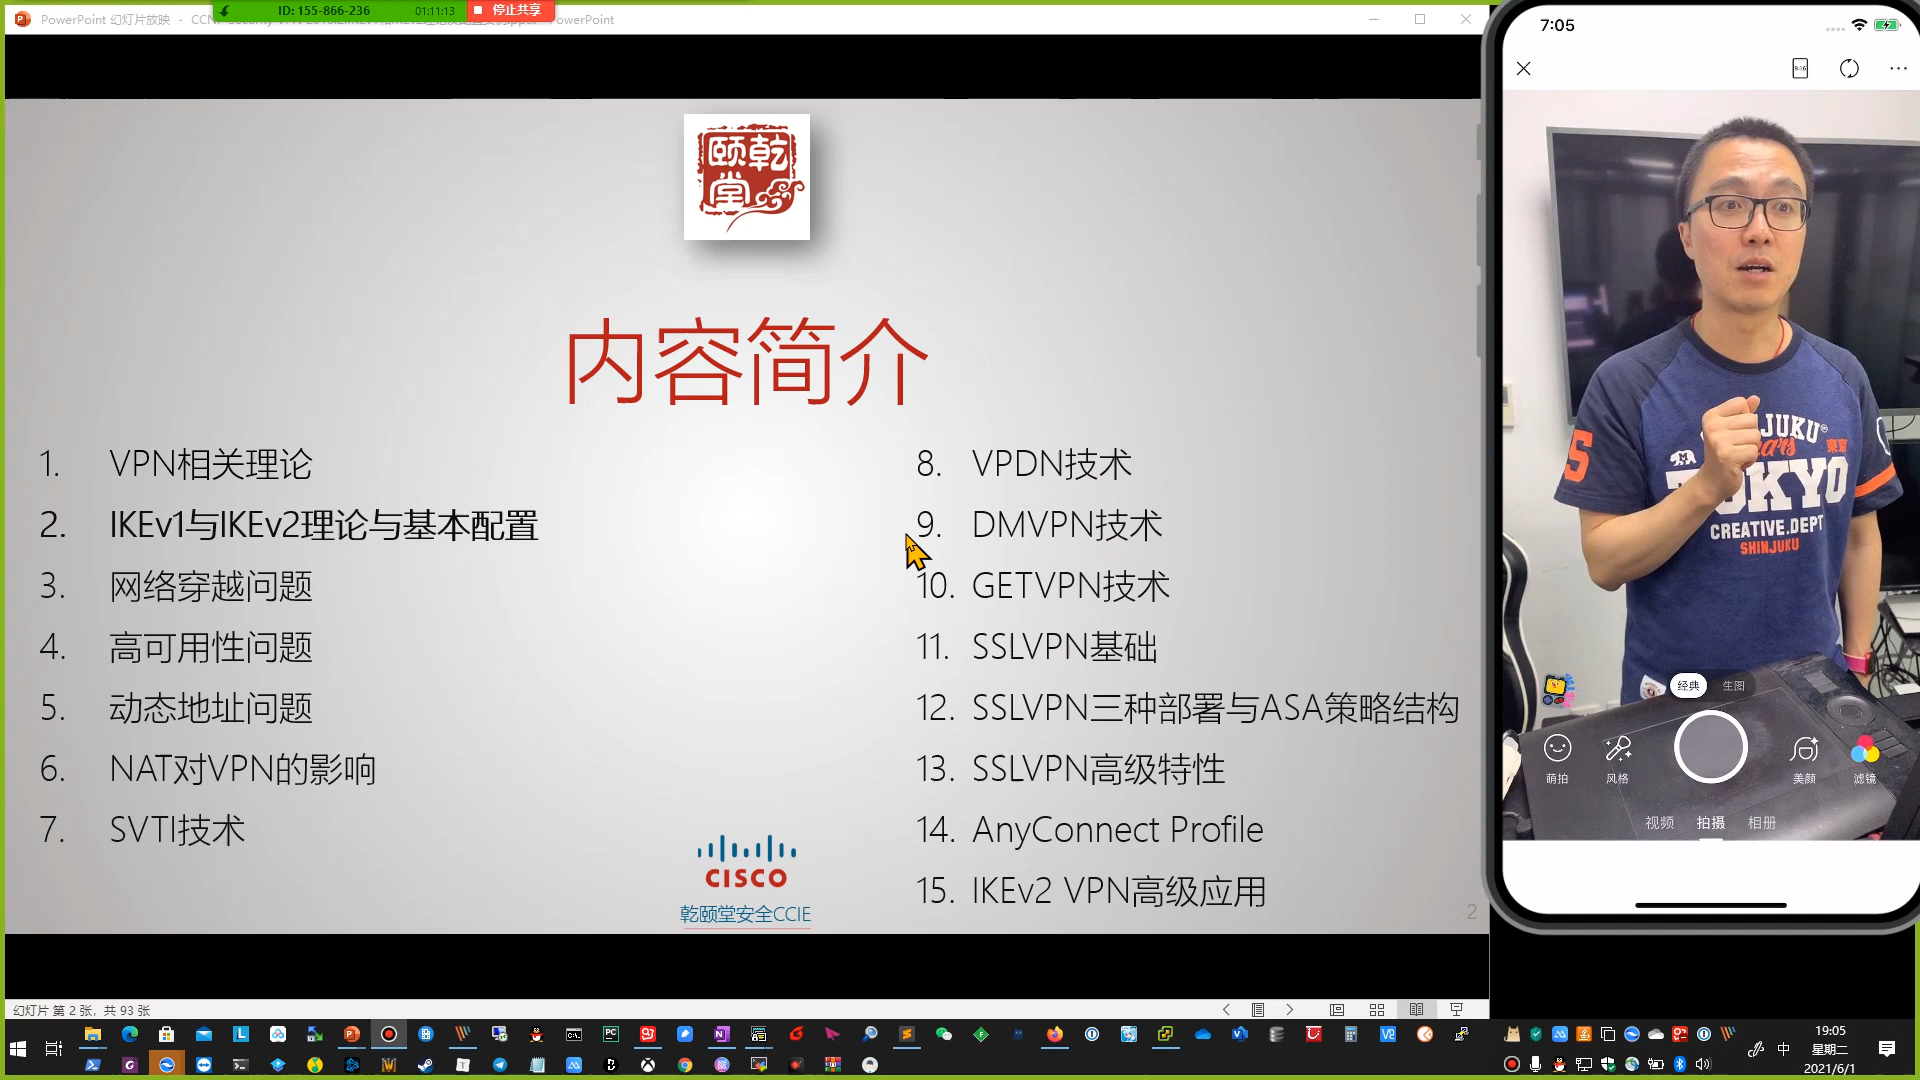 PowerPoint 幻灯片放映 -
ID: 155-866-236
01:11:13
停止共享
PowerPoint
颐乾堂
内容简介
1. VPN相关理论
2. IKEv1与IKEv2理论与基本配置
3. 网络穿越问题
4. 高可用性问题
5. 动态地址问题
6. NAT对VPN的影响
7. SVTI技术
8. VPDN技术
9. DMVPN技术
10. GETVPN技术
11. SSLVPN基础
12. SSLVPN三种部署与ASA策略结构
13. SSLVPN高级特性
14. AnyConnect Profile
15. IKEv2 VPN高级应用
CISCO
乾颐堂安全CCIE
2
幻灯片 第 2 张，共 93 张
7:05
9:16
SHINJUKU
TOKYO
CREATIVE.DEPT
SHINJUKU
东京
经典 生图
萌拍 风格 美颜 滤镜
视频 拍摄 相册
中
19:05
星期二
2021/6/1